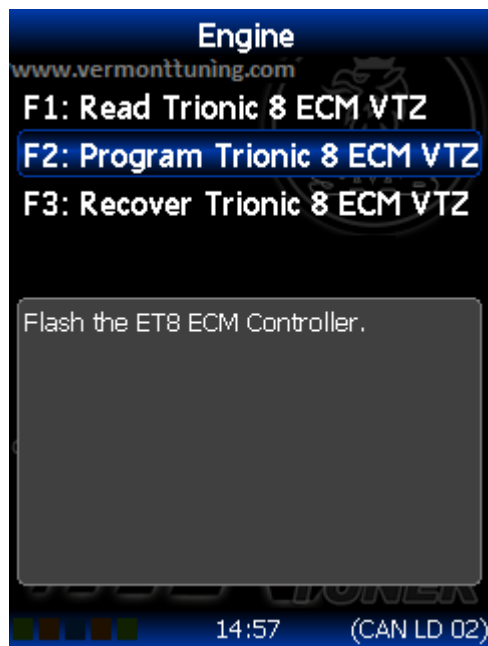 Engine
www.vermonttuning.com
F1: Read Trionic 8 ECM VTZ
F2: Program Trionic 8 ECM VTZ
F3: Recover Trionic 8 ECM VTZ
Flash the ET8 ECM Controller.
TUNER
14:57 (CAN LD 02)